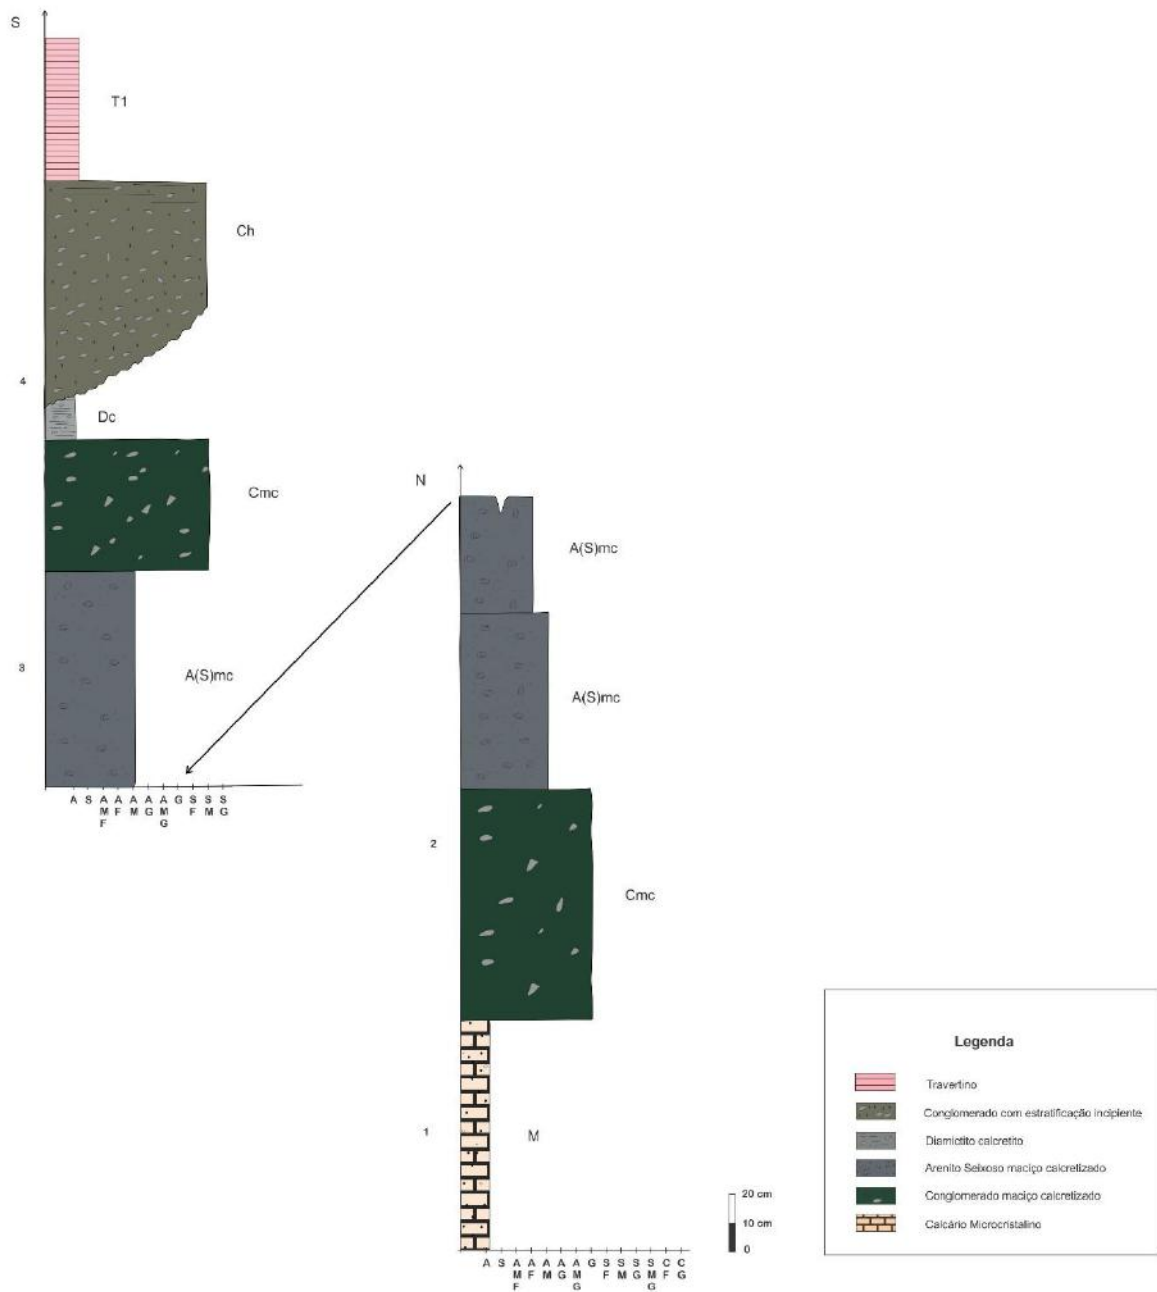 S
T1
Ch
4
Dc
Cmc
N
A(S)mc
3
A(S)mc
A(S)mc
A S A A A A A G S S S
M F M G M F M G
F G
2
Cmc
1
M
20 cm
10 cm
0
A S A A A A A G S S S S C C
M F M G M F M G M F G
F G G
Legenda
Travertino
Conglomerado com estratificação incipiente
Diamictito calcretito
Arenito Seixoso maciço calcretizado
Conglomerado maciço calcretizado
Calcário Microcristalino